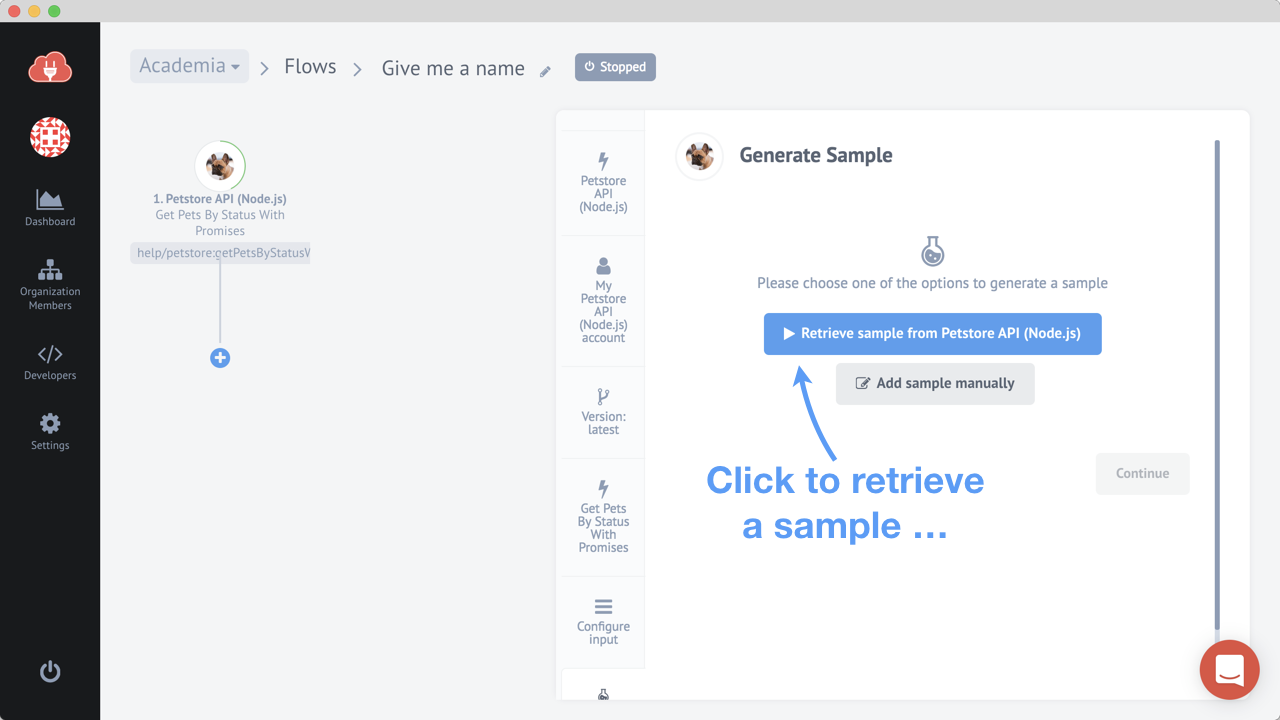 Academia
Flows
Give me a name
Stopped
1. Petstore API (Node.js)
Get Pets By Status With
Promises
help/petstore:getPetsByStatusW
Dashboard
Organization
Members
Developers
Settings
Petstore
API
(Node.js)
My
Petstore
API
(Node.js)
account
Version:
latest
Get Pets
By Status
With
Promises
Configure
input
Generate Sample
Please choose one of the options to generate a sample
Retrieve sample from Petstore API (Node.js)
Add sample manually
Continue
Click to retrieve
a sample …